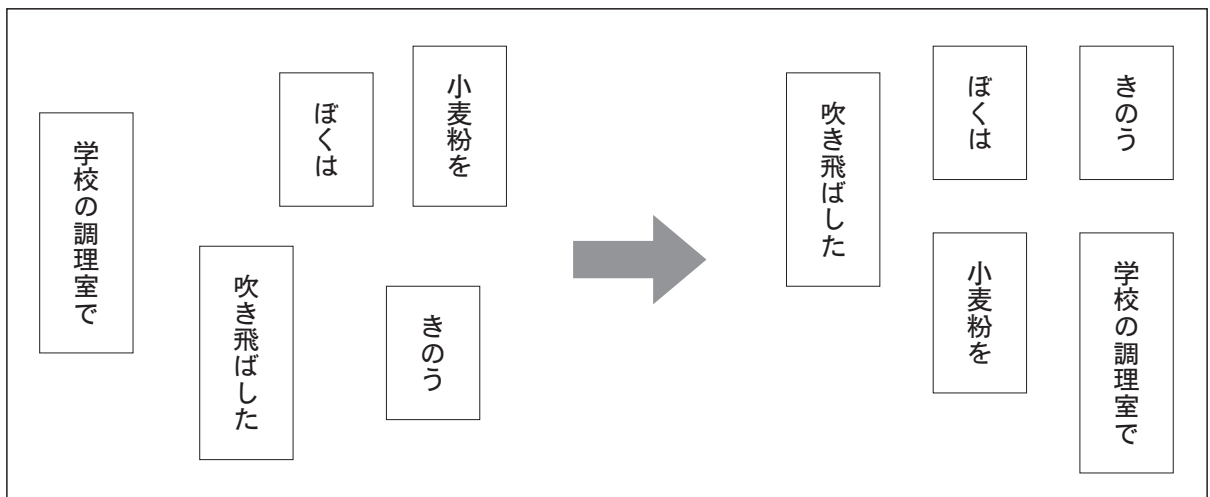 小麦粉を
ぼくは
きのう
吹き飛ばした
学校の調理室で
きのう
学校の調理室で
ぼくは
小麦粉を
吹き飛ばした